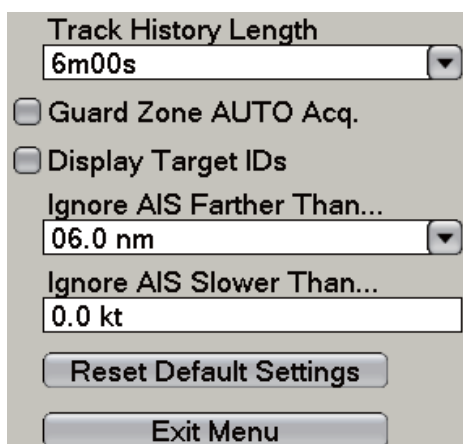 Track History Length
6m00s
Guard Zone AUTO Acq.
Display Target IDs
Ignore AIS Farther Than...
06.0 nm
Ignore AIS Slower Than...
0.0 kt
Reset Default Settings
Exit Menu